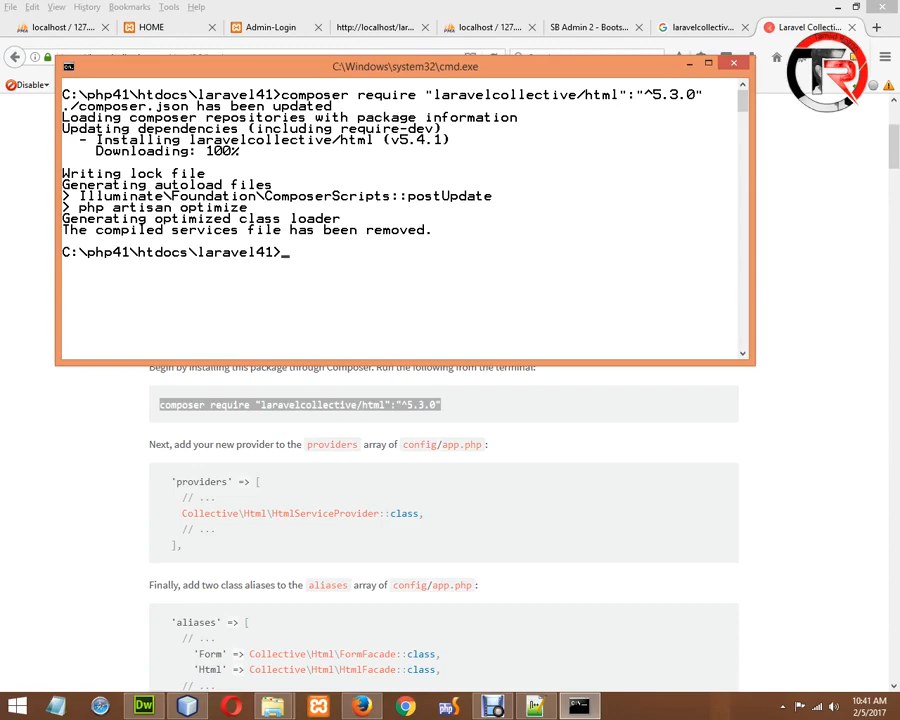 File Edit View History Bookmarks Tools Help
localhost / 127....
HOME
Admin-Login
http://localhost/lar...
localhost / 127....
SB Admin 2 - Boots...
laravelcollectiv...
Laravel Collecti...
Disable
C:\Windows\system32\cmd.exe
C:\php41\htdocs\laravel41>composer require "laravelcollective/html":"^5.3.0"
./composer.json has been updated
Loading composer repositories with package information
Updating dependencies (including require-dev)
- Installing laravelcollective/html (v5.4.1)
Downloading: 100%
Writing lock file
Generating autoload files
> Illuminate\Foundation\ComposerScripts::postUpdate
> php artisan optimize
Generating optimized class loader
The compiled services file has been removed.
C:\php41\htdocs\laravel41>_
Begin by installing this package through Composer. Run the following from the terminal:
composer require "laravelcollective/html":"^5.3.0"
Next, add your new provider to the providers array of config/app.php :
'providers' => [
// ...
Collective\Html\HtmlServiceProvider::class,
// ...
],
Finally, add two class aliases to the aliases array of config/app.php :
'aliases' => [
// ...
'Form' => Collective\Html\FormFacade::class,
'Html' => Collective\Html\HtmlFacade::class,
// ...
Dw
php
10:41 AM
2/5/2017